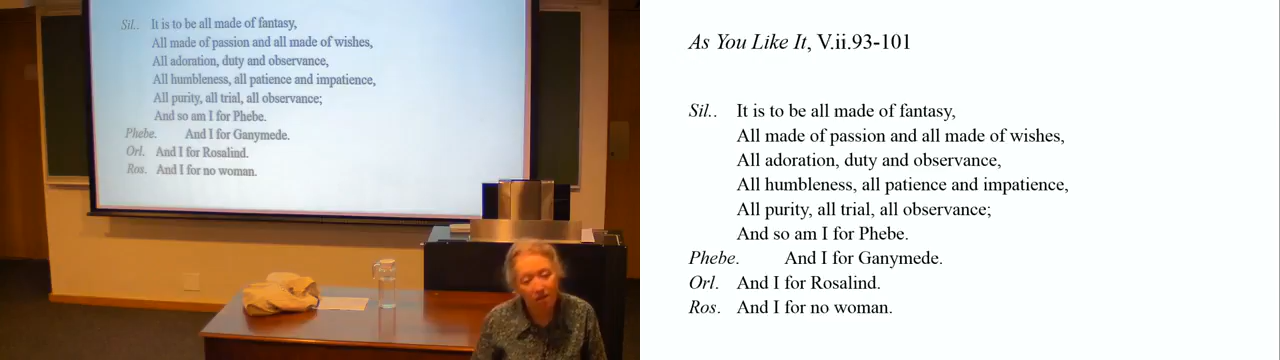 Sil.. It is to be all made of fantasy,
All made of passion and all made of wishes,
All adoration, duty and observance,
All humbleness, all patience and impatience,
All purity, all trial, all observance;
And so am I for Phebe.
Phebe. And I for Ganymede.
Orl. And I for Rosalind.
Ros. And I for no woman.
As You Like It, V.ii.93-101
Sil.. It is to be all made of fantasy,
All made of passion and all made of wishes,
All adoration, duty and observance,
All humbleness, all patience and impatience,
All purity, all trial, all observance;
And so am I for Phebe.
Phebe. And I for Ganymede.
Orl. And I for Rosalind.
Ros. And I for no woman.